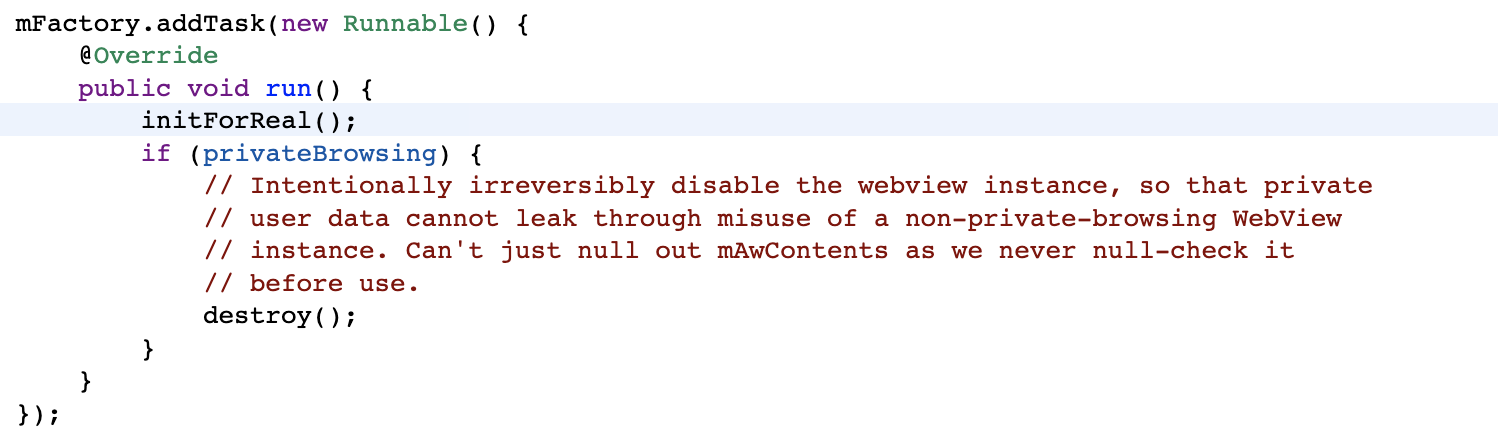 mFactory.addTask(new Runnable() {
    @Override
    public void run() {
        initForReal();
        if (privateBrowsing) {
            // Intentionally irreversibly disable the webview instance, so that private
            // user data cannot leak through misuse of a non-private-browsing WebView
            // instance. Can't just null out mAwContents as we never null-check it
            // before use.
            destroy();
        }
    }
});